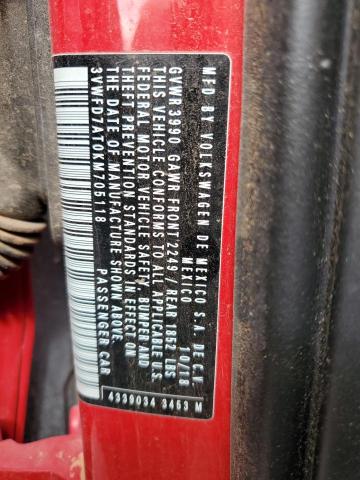 MFD BY VOLKSWAGEN DE MEXICO S.A. DE C.V.
MEXICO 10/18
GVWR 3990 GAWR FRONT 2249 / REAR 1852 LBS
THIS VEHICLE CONFORMS TO ALL APPLICABLE U.S.
FEDERAL MOTOR VEHICLE SAFETY, BUMPER, AND
THEFT PREVENTION STANDARDS IN EFFECT ON
THE DATE OF MANUFACTURE SHOWN ABOVE.
3VWFD7AT0KM705118 PASSENGER CAR
4339034 3463 M